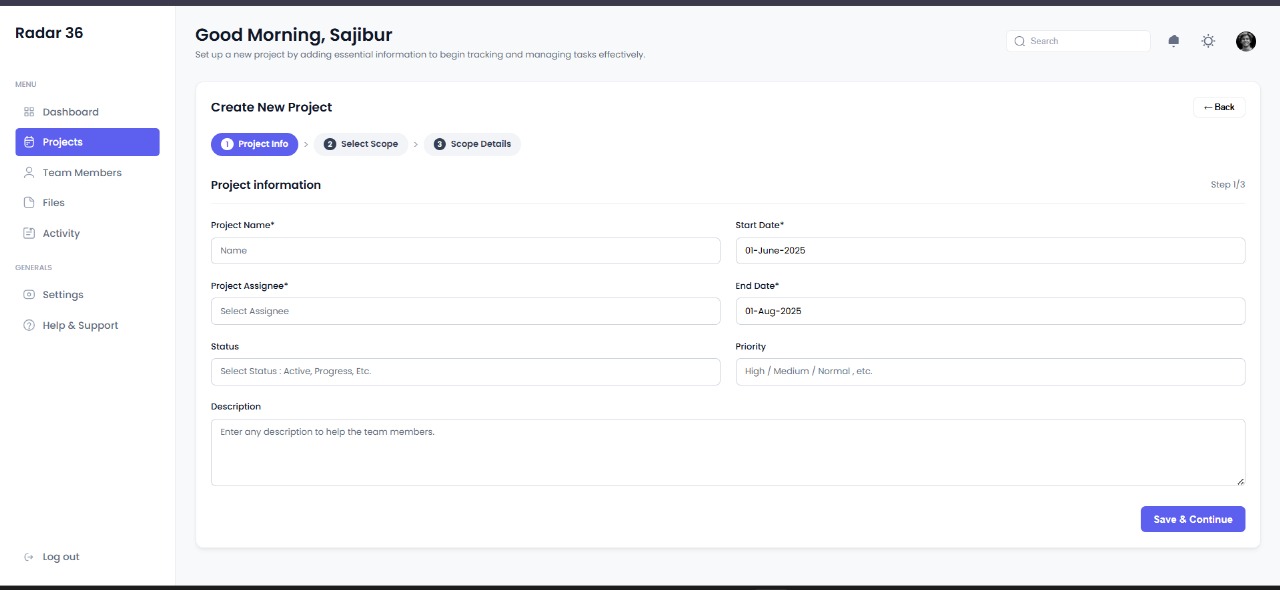 Radar 36
MENU
Dashboard
Projects
Team Members
Files
Activity
GENERALS
Settings
Help & Support
Log out
Good Morning, Sajibur
Set up a new project by adding essential information to begin tracking and managing tasks effectively.
Search
Create New Project
← Back
1 Project Info > 2 Select Scope > 3 Scope Details
Project information
Step 1/3
Project Name*
Name
Start Date*
01-June-2025
Project Assignee*
Select Assignee
End Date*
01-Aug-2025
Status
Select Status : Active, Progress, Etc.
Priority
High / Medium / Normal , etc.
Description
Enter any description to help the team members.
Save & Continue